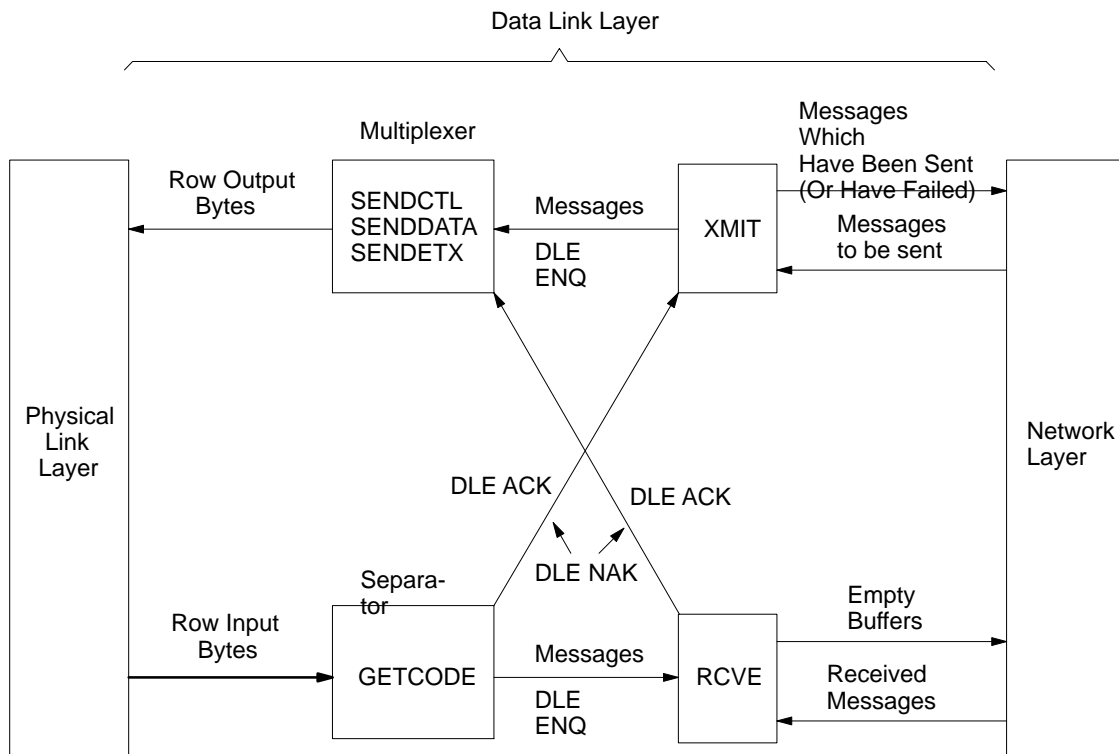 Data Link Layer
Multiplexer
Messages
Which
Have Been Sent
(Or Have Failed)
Row Output
Bytes
SENDCTL
SENDDATA
SENDETX
Messages
DLE
ENQ
XMIT
Messages
to be sent
Physical
Link
Layer
Network
Layer
DLE ACK
DLE ACK
DLE NAK
Separa-
tor
Row Input
Bytes
GETCODE
Messages
DLE
ENQ
RCVE
Empty
Buffers
Received
Messages